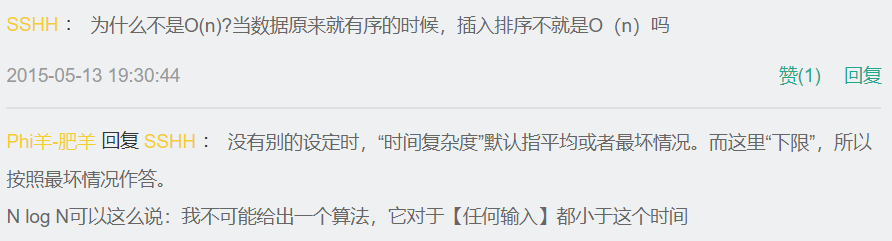 SSHH： 为什么不是O(n)?当数据原来就有序的时候，插入排序不就是O（n）吗
2015-05-13 19:30:44 赞(1) 回复
Phi羊-肥羊 回复 SSHH： 没有别的设定时，“时间复杂度”默认指平均或者最坏情况。而这里“下限”，所以
按照最坏情况作答。
N log N可以这么说：我不可能给出一个算法，它对于【任何输入】都小于这个时间